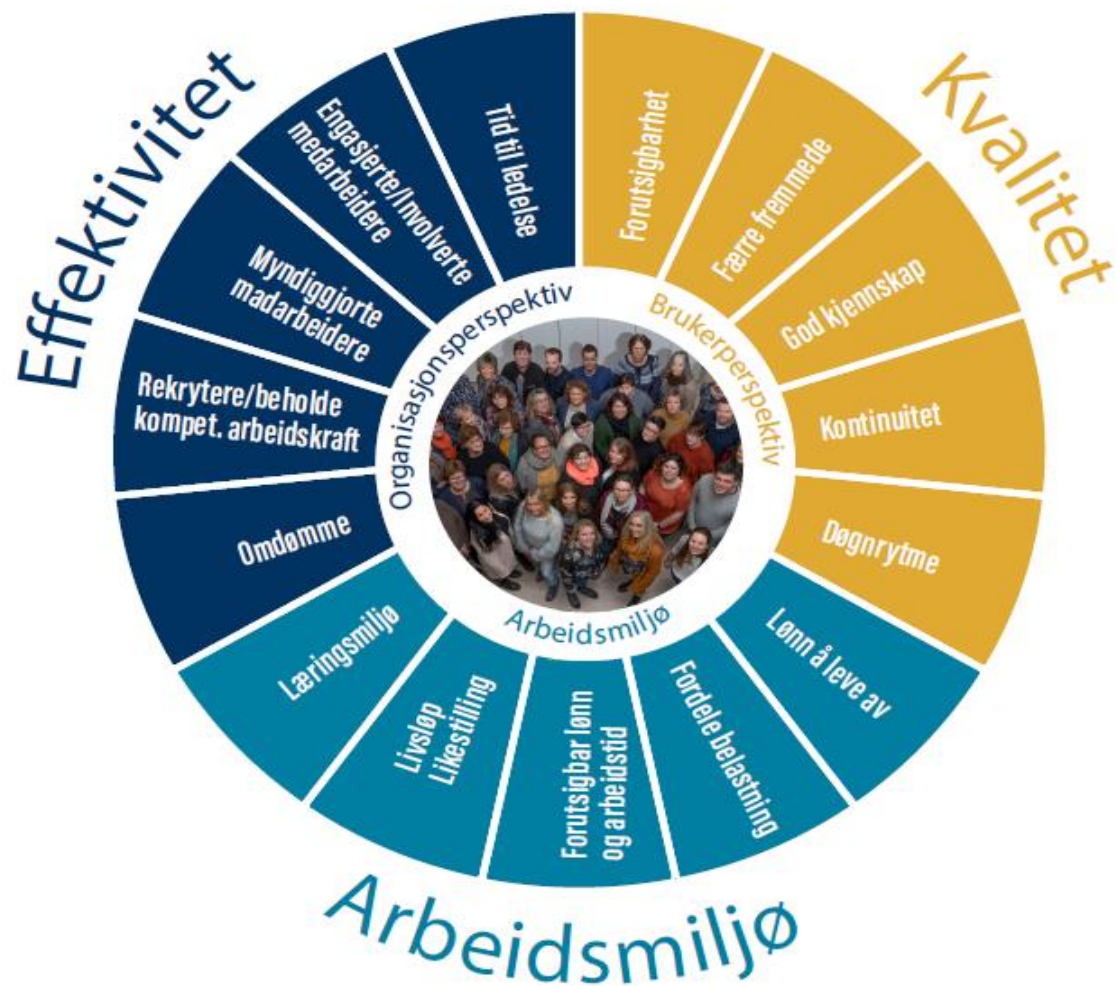 Effektivitet
Kvalitet
Arbeidsmiljø
Organisasjonsperspektiv
Brukerperspektiv
Arbeidsmiljø
Forutsigbarhet
Færre fremmede
God kjennskap
Kontinuitet
Døgnrytme
Lønn å leve av
Fordele belastning
Forutsigbar lønn
og arbeidstid
Livsløp
Likestilling
Læringsmiljø
Omdømme
Rekrytere/beholde
kompet. arbeidskraft
Myndiggjorte
madarbeidere
Engasjerte/Involverte
medarbeidere
Tid til ledelse